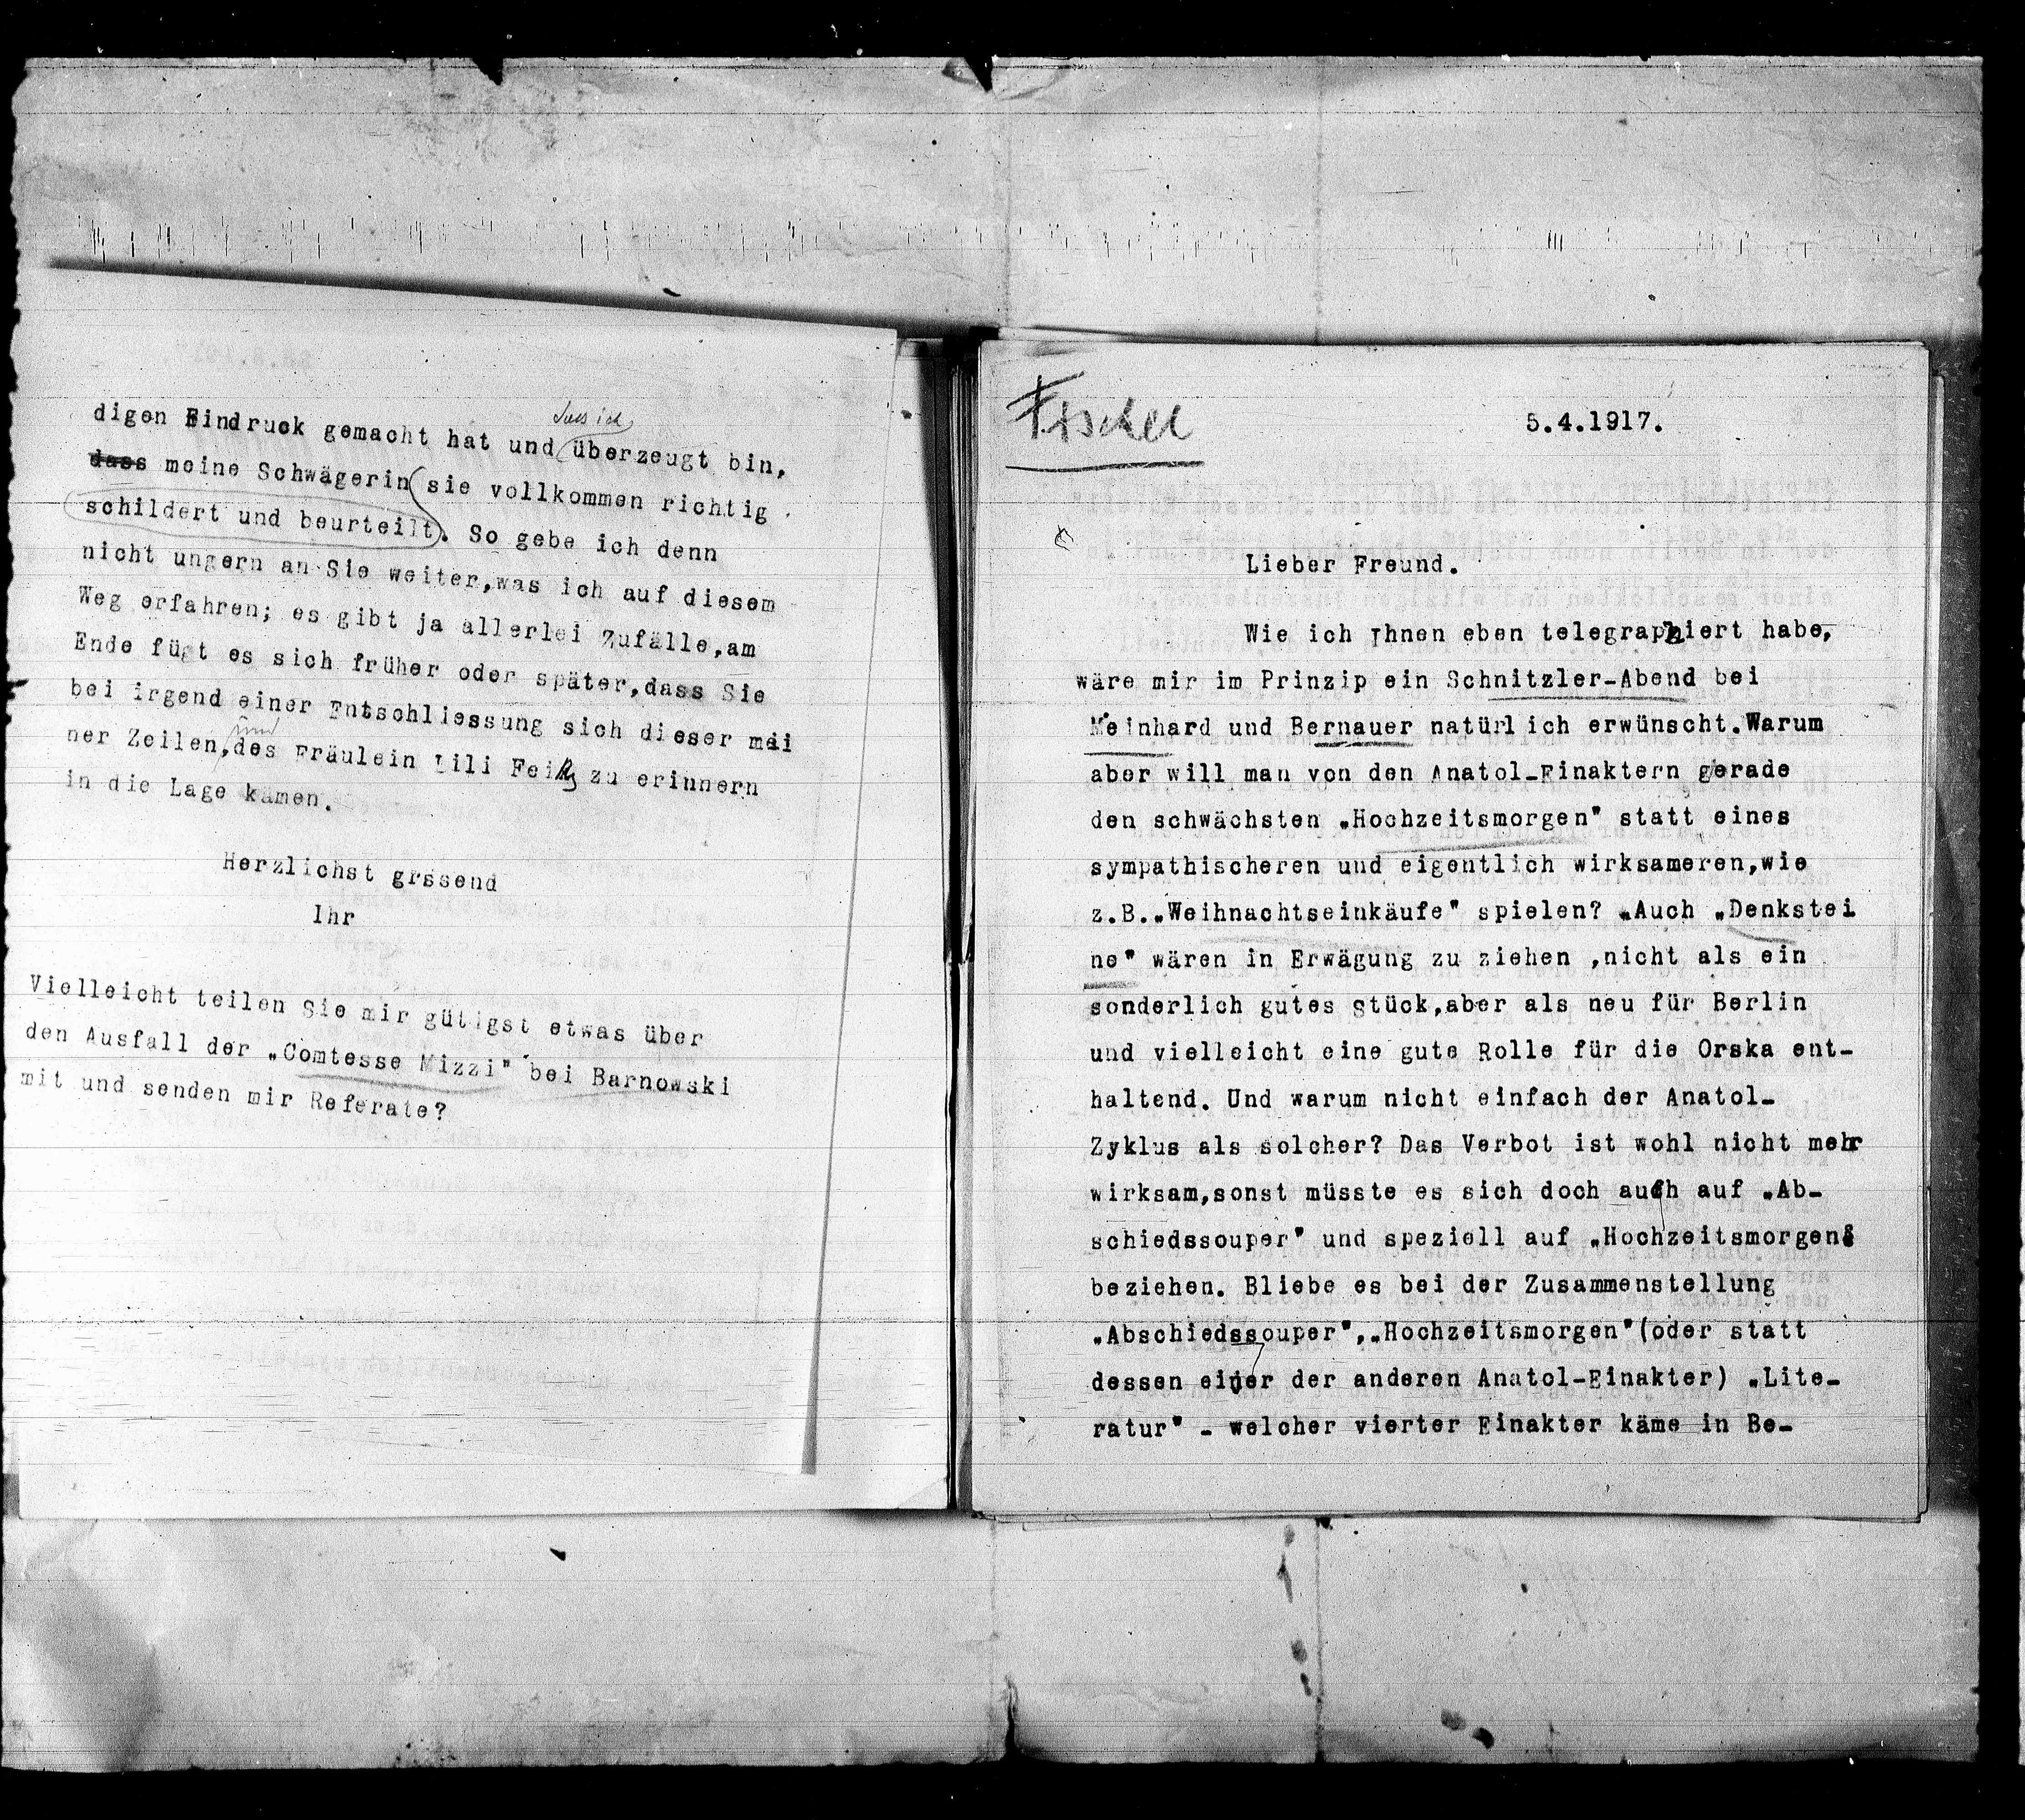 digen Eindruck gemacht hat und dass ich überzeugt bin,
dass meine Schwägerin sie vollkommen richtig
schildert und beurteilt. So gebe ich denn
nicht ungern an Sie weiter,was ich auf diesem
Weg erfahren; es gibt ja allerlei Zufälle,am
Ende fügt es sich früher oder später,dass Sie
bei irgend einer Entschliessung sich dieser mei
ner Zeilen, und des Fräulein Lili
zu erinnern
in die Lage kämen.
Herzlichst grssend
Ihr
Vielleicht teilen Sie mir gütigst etwas über
den Ausfall der „Comtesse Mizzi" bei Barnowski
mit und senden mir Referate?
Fischer
5.4.1917.
Lieber Freund.
Wie ich Ihnen eben telegraphiert habe,
wäre mir im Prinzip ein Schnitzler-Abend bei
Meinhard und Bernauer natürlich erwünscht.Warum
aber will man von den Anatol-Einaktern gerade
den schwächsten „Hochzeitsmorgen" statt eines
sympathischeren und eigentlich wirksameren,wie
z.B.„Weihnachtseinkäufe" spielen? „Auch „Denkstei
ne" wären in Erwägung zu ziehen ,nicht als ein
sonderlich gutes Stück,aber als neu für Berlin
und vielleicht eine gute Rolle für die Orska ent-
haltend. Und warum nicht einfach der Anatol-
Zyklus als solcher? Das Verbot ist wohl nicht mehr
wirksam,sonst müsste es sich doch auch auf „Ab-
schiedssouper" und speziell auf „Hochzeitsmorgen"
beziehen. Bliebe es bei der Zusammenstellung
„Abschiedssouper",„Hochzeitsmorgen"(oder statt
dessen einer der anderen Anatol-Einakter) „Lite-
ratur" - welcher vierter Einakter käme in Be-